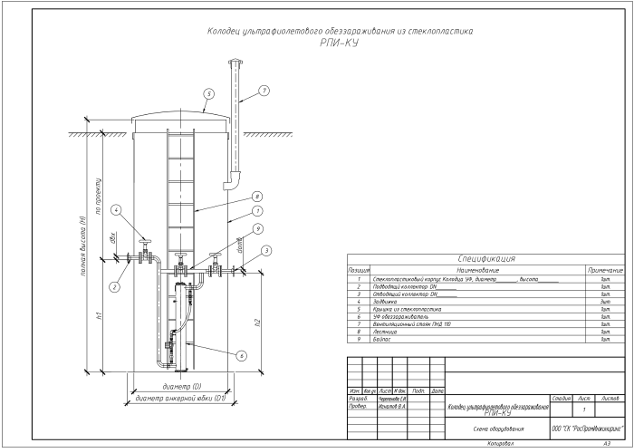 Колодец ультрафиолетового обеззараживания из стеклопластика
РПИ-КУ
5
7
8
1
4
9
3
2
6
полная высота (H)
по проекту
dвх
dотв
h1
h2
диаметр (D)
диаметр анкерной юбки (D1)
Спецификация
Позиция Наименование Примечание
1 Стеклопластиковый корпус Колодца УФ, диаметр______, высота______ 1шт.
2 Подводящий коллектор DN______ 1шт.
3 Отводящий коллектор DN______ 1шт.
4 Задвижка 3шт.
5 Крышка из стеклопластика 1шт.
6 УФ обеззараживатель 1шт.
7 Вентиляционный стояк ПНД 110 1шт.
8 Лестница 1шт.
9 Байпас 1шт.
Изм. Кол.уч. Лист N док. Подп. Дата
Разраб.
Провер. Игнатов В.А.
Колодец ультрафиолетового обеззараживания
РПИ-КУ
Стадия Лист Листов
1
Схема оборудования
ООО "СК "РосПромИнжиниринг"
Копировал А3